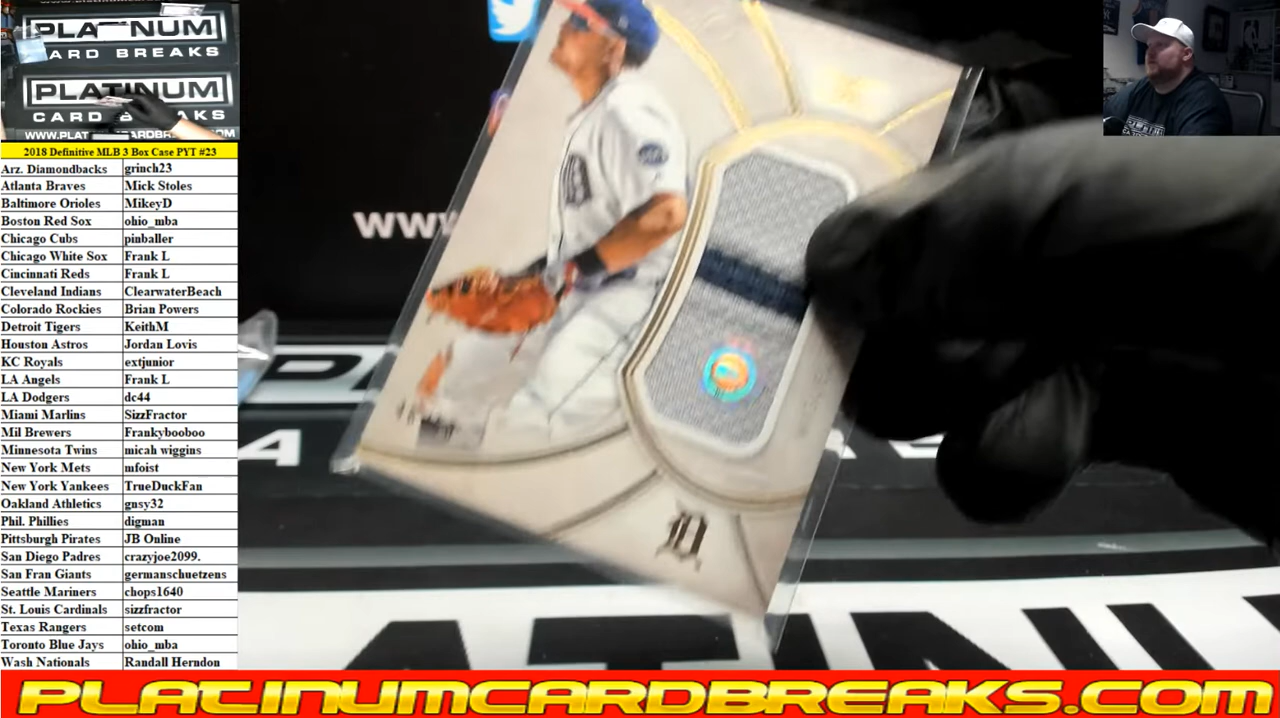 PLATINUM
CARD BREAKS
PLATINUM
CARD BREAKS
2018 Definitive MLB 3 Box Case PYT #23
Arz. Diamondbacks grinch23
Atlanta Braves Mick Stoles
Baltimore Orioles MikeyD
Boston Red Sox ohio_mba
Chicago Cubs pinballer
Chicago White Sox Frank L
Cincinnati Reds Frank L
Cleveland Indians ClearwaterBeach
Colorado Rockies Brian Powers
Detroit Tigers KeithM
Houston Astros Jordan Lovis
KC Royals extjunior
LA Angels Frank L
LA Dodgers dc44
Miami Marlins SizzFractor
Mil Brewers Frankybooboo
Minnesota Twins micah wiggins
New York Mets mfoist
New York Yankees TrueDuckFan
Oakland Athletics gnsy32
Phil. Phillies digman
Pittsburgh Pirates JB Online
San Diego Padres crazyjoe2099.
San Fran Giants germanschuetzens
Seattle Mariners chops1640
St. Louis Cardinals sizzfractor
Texas Rangers setcom
Toronto Blue Jays ohio_mba
Wash Nationals Randall Herndon
www
D
PLATINUMCARDBREAKS.COM